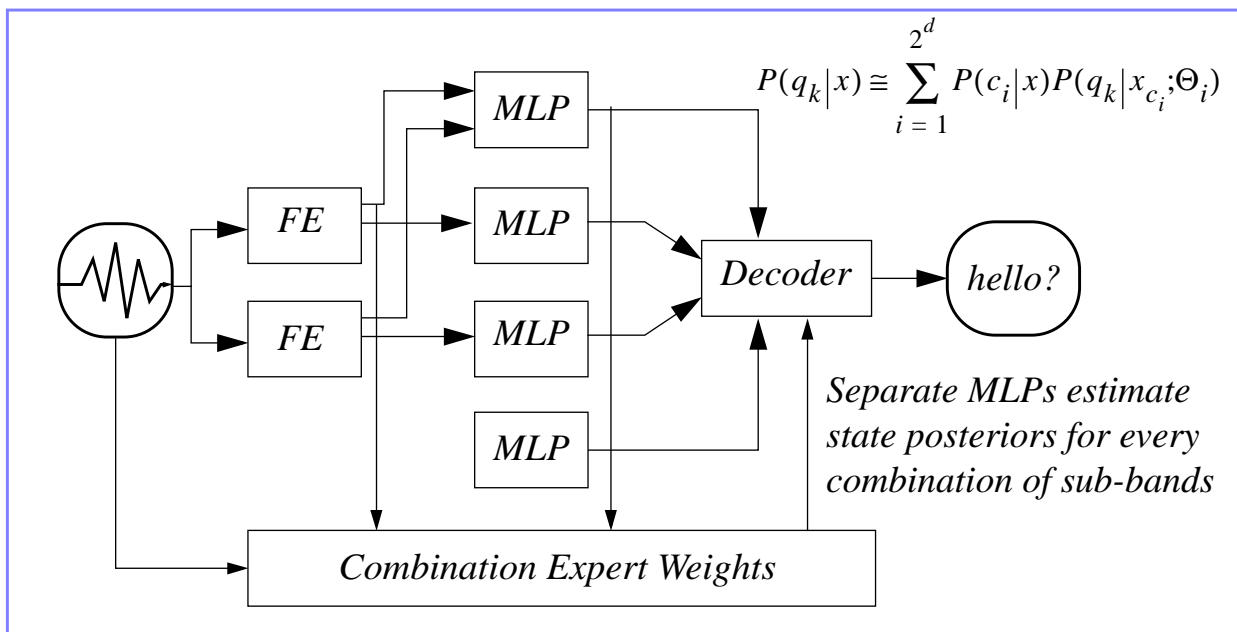 P(q_k|x) ≅ \sum_{i = 1}^{2^d} P(c_i|x)P(q_k|x_{c_i};Θ_i)
MLP
FE
MLP
Decoder
hello?
FE
MLP
MLP
Separate MLPs estimate
state posteriors for every
combination of sub-bands
Combination Expert Weights